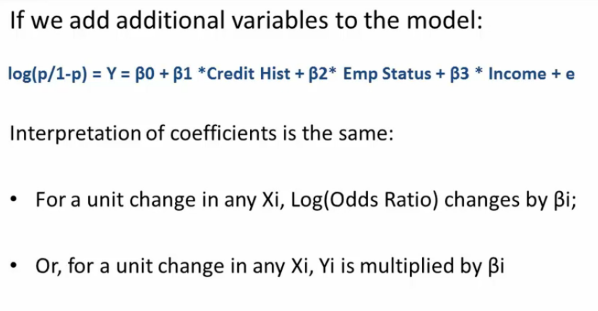 If we add additional variables to the model:
log(p/1-p) = Y = β0 + β1 *Credit Hist + β2* Emp Status + β3 * Income + e
Interpretation of coefficients is the same:
• For a unit change in any Xi, Log(Odds Ratio) changes by βi;
• Or, for a unit change in any Xi, Yi is multiplied by βi